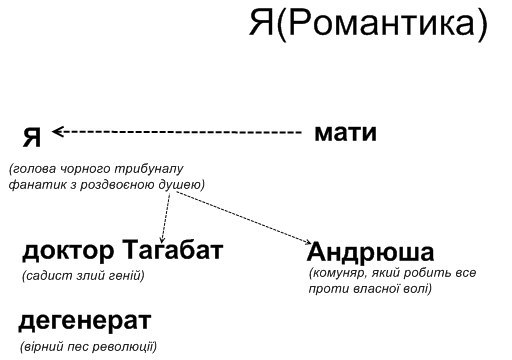 Я(Романтика)
Я
мати
(голова чорного трибуналу
фанатик з роздвоєною душею)
доктор Тагабат
(садист злий геній)
Андрюша
(комуняр, який робить все
проти власної волі)
дегенерат
(вірний пес революції)